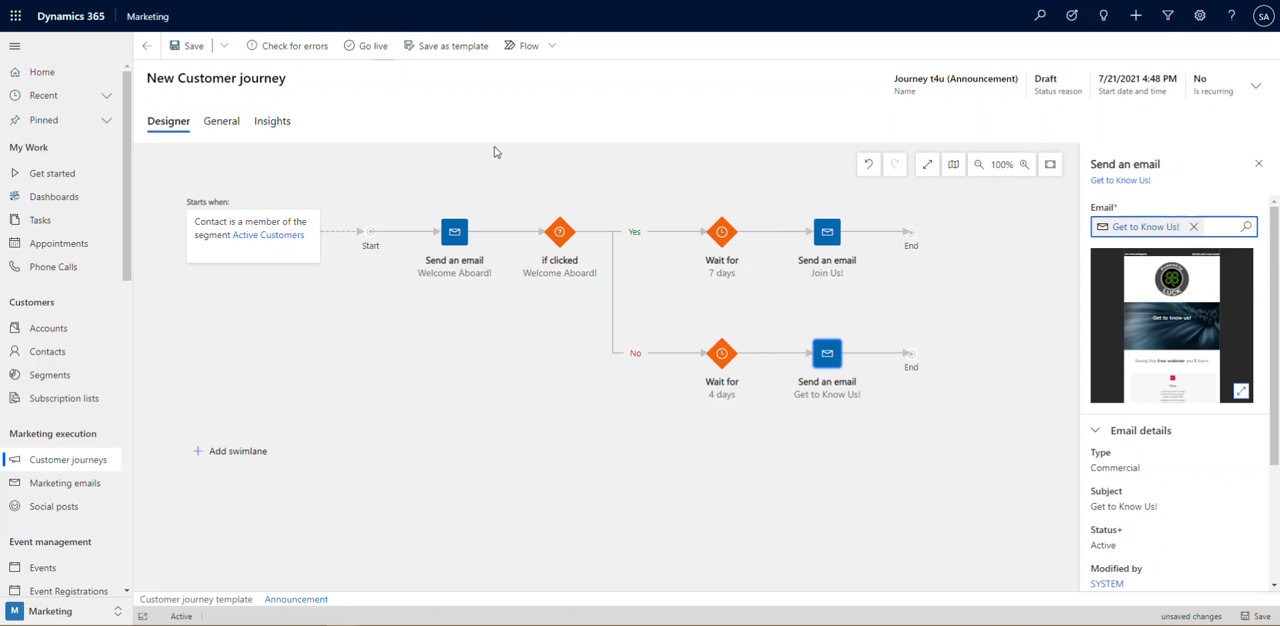 Dynamics 365 Marketing SA
Save Check for errors Go live Save as template Flow
New Customer journey
Journey t4u (Announcement)
Name
Draft
Status reason
7/21/2021 4:48 PM
Start date and time
No
Is recurring
Designer General Insights
Home
Recent
Pinned
My Work
Get started
Dashboards
Tasks
Appointments
Phone Calls
Customers
Accounts
Contacts
Segments
Subscription lists
Marketing execution
Customer journeys
Marketing emails
Social posts
Event management
Events
Event Registrations
M Marketing
100%
Starts when:
Contact is a member of the
segment Active Customers
Start
Send an email
Welcome Aboard!
if clicked
Welcome Aboard!
Yes
Wait for
7 days
Send an email
Join Us!
End
No
Wait for
4 days
Send an email
Get to Know Us!
End
Add swimlane
Send an email
Get to Know Us!
Email*
Get to Know Us!
LUCK
Get to know us!
During this free webinar you'll learn:
Email details
Type
Commercial
Subject
Get to Know Us!
Status+
Active
Modified by
SYSTEM
Customer journey template Announcement
Active
unsaved changes Save